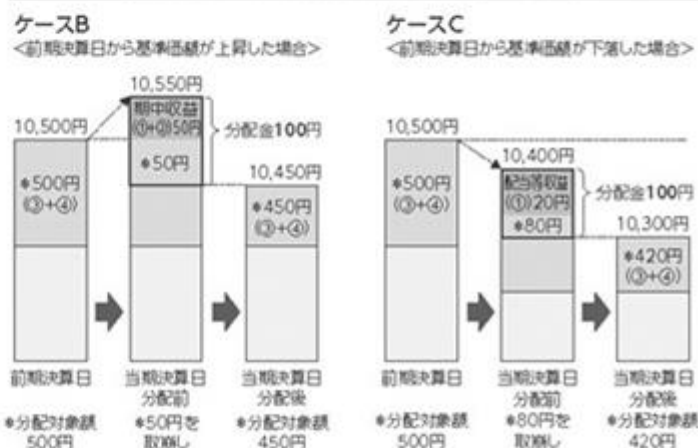 ケースB
<前期決算日から基準価額が上昇した場合>
10,550円
期中収益
(①+②)50円
*50円
分配金100円
10,500円
*500円
(③+④)
10,450円
*450円
(③+④)
前期決算日
当期決算日
分配前
当期決算日
分配後
*分配対象額
500円
*50円を
取崩し
*分配対象額
450円
ケースC
<前期決算日から基準価額が下落した場合>
10,500円
*500円
(③+④)
10,400円
配当等収益
(①)20円
*80円
分配金100円
10,300円
*420円
(③+④)
前期決算日
当期決算日
分配前
当期決算日
分配後
*分配対象額
500円
*80円を
取崩し
*分配対象額
420円